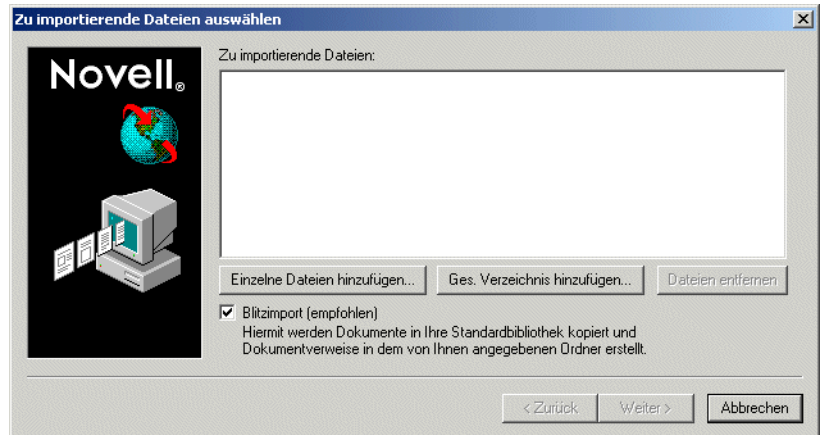 Zu importierende Dateien auswählen
Novell®
Zu importierende Dateien:
Einzelne Dateien hinzufügen...
Ges. Verzeichnis hinzufügen...
Dateien entfernen
Blitzimport (empfohlen)
Hiermit werden Dokumente in Ihre Standardbibliothek kopiert und
Dokumentverweise in dem von Ihnen angegebenen Ordner erstellt.
< Zurück
Weiter >
Abbrechen